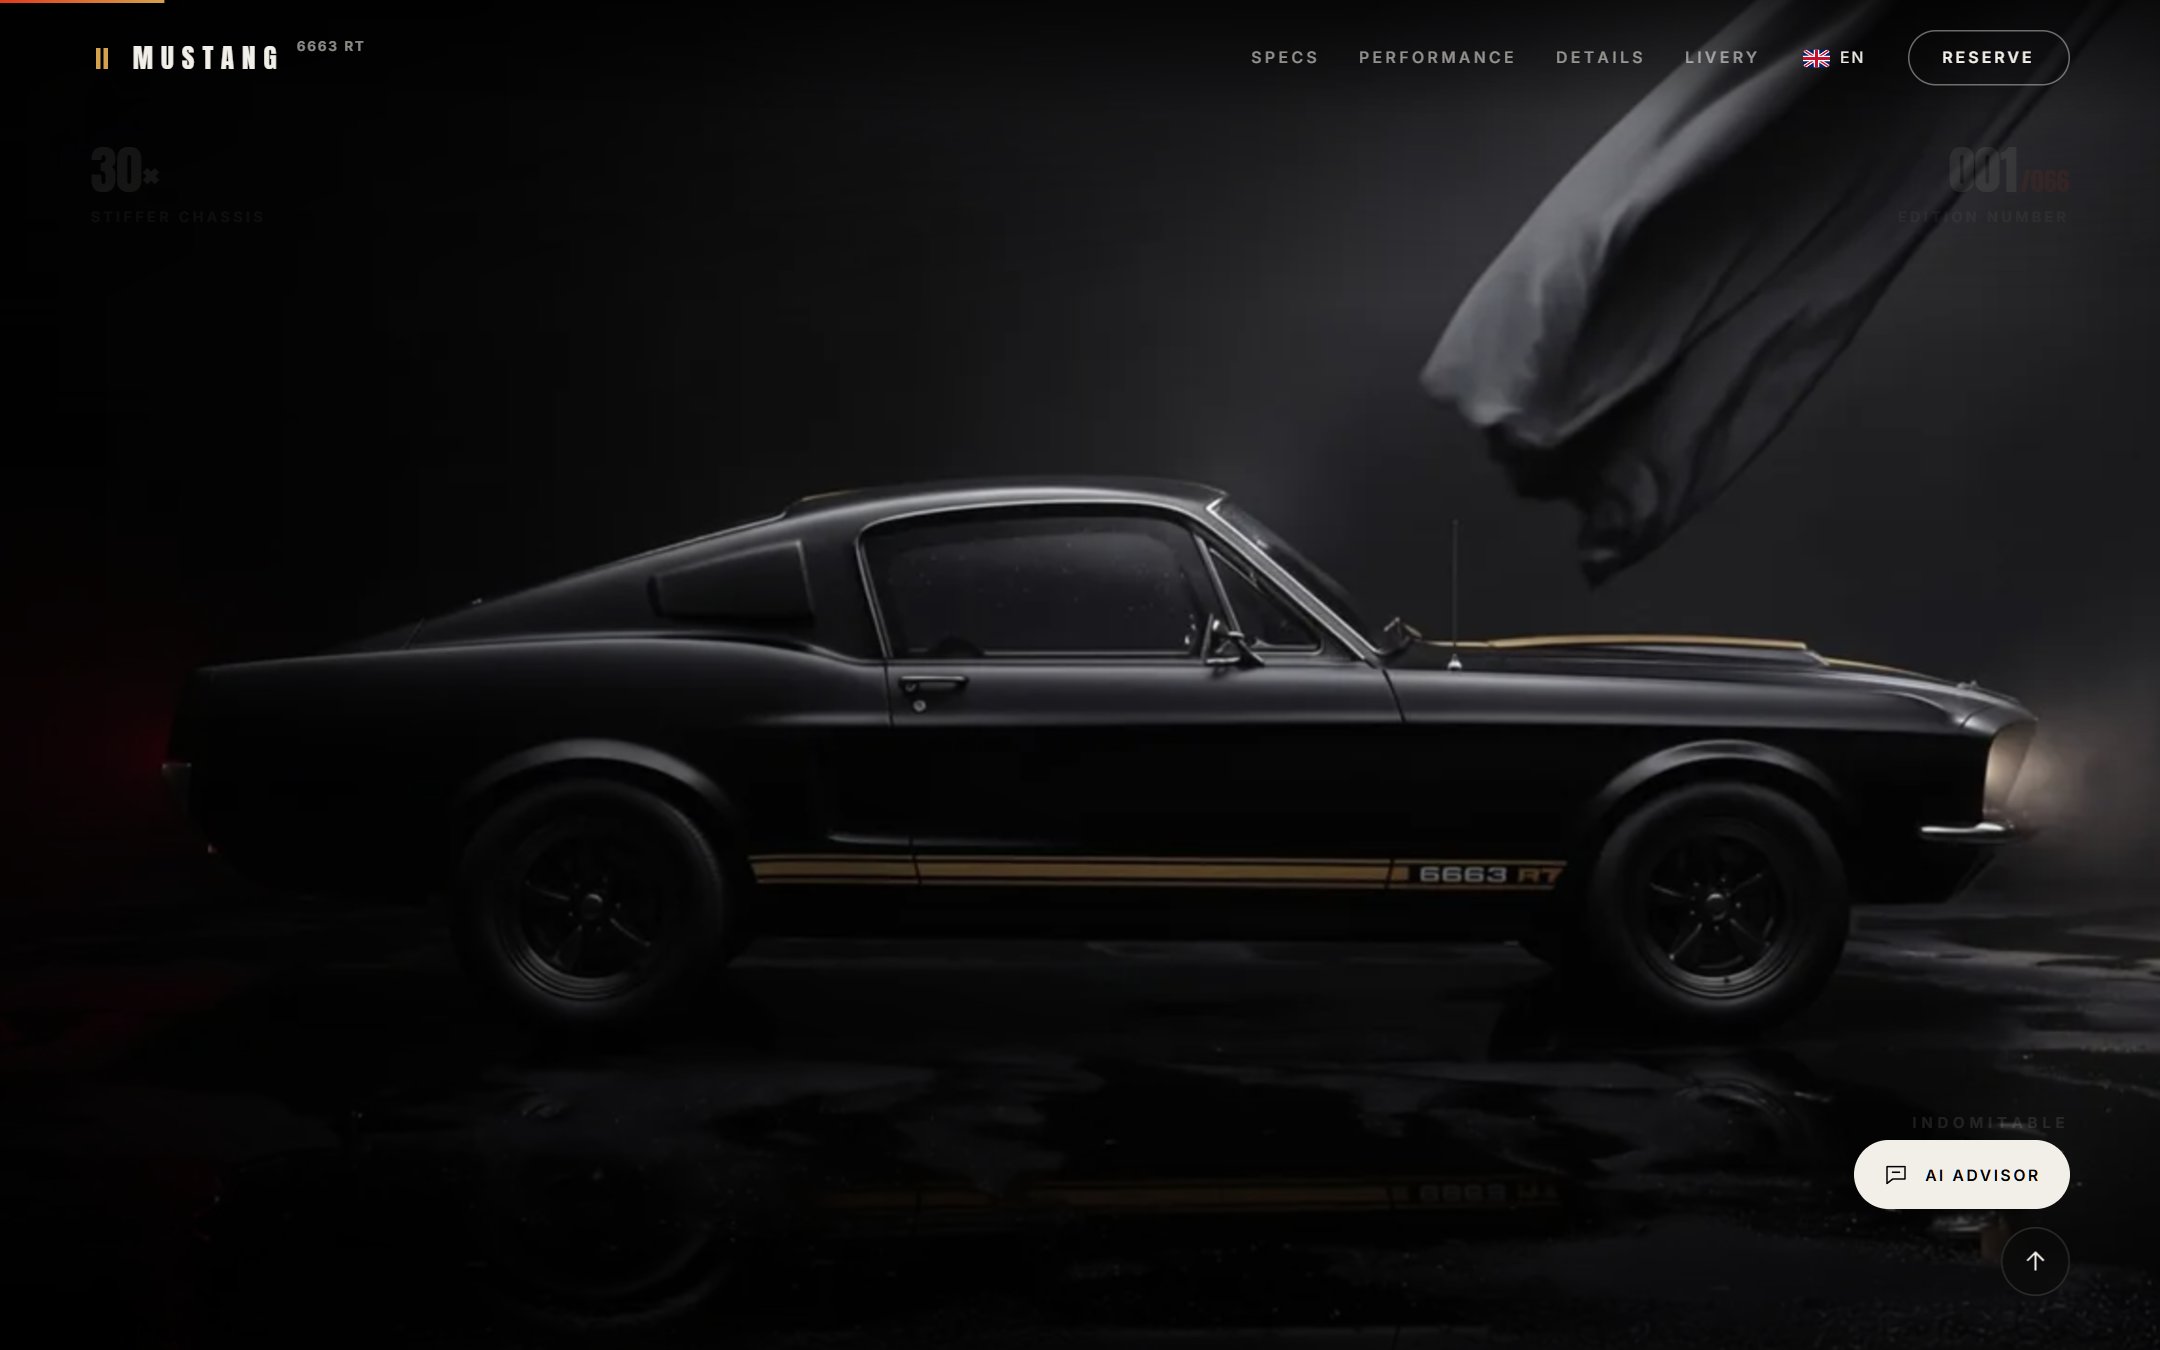 MUSTANG 6663 RT
SPECS PERFORMANCE DETAILS LIVERY EN RESERVE
30×
STIFFER CHASSIS
001/066
EDITION NUMBER
6663 RT
INDOMITABLE
AI ADVISOR